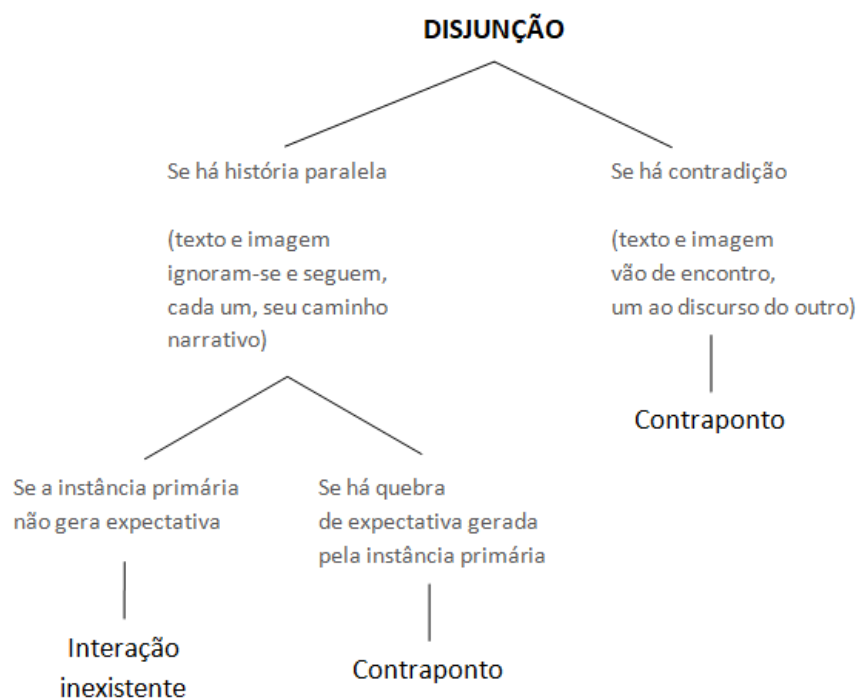 DISJUNÇÃO
Se há história paralela
(texto e imagem
ignoram-se e seguem,
cada um, seu caminho
narrativo)
Se há contradição
(texto e imagem
vão de encontro,
um ao discurso do outro)
Contraponto
Se a instância primária
não gera expectativa
Interação
inexistente
Se há quebra
de expectativa gerada
pela instância primária
Contraponto